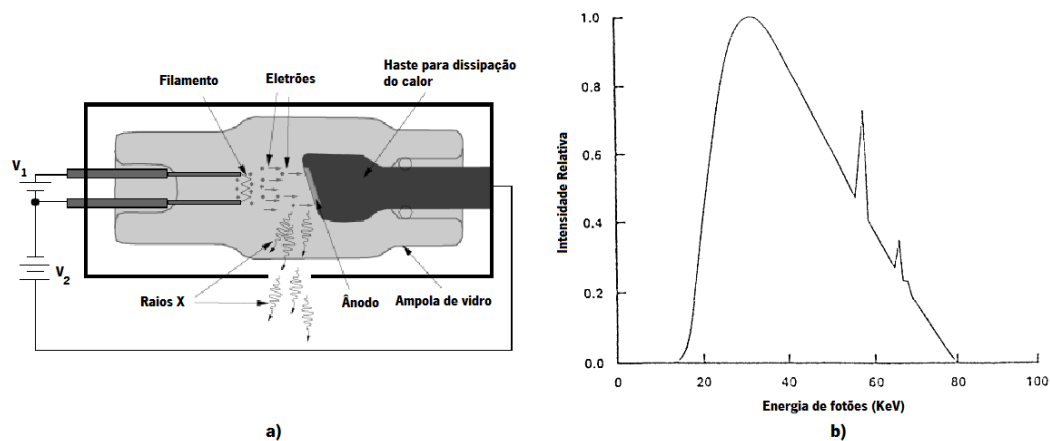 a)
b)
Filamento
Eletrões
Haste para dissipação
do calor
V1
V2
Raios X
Ânodo
Ampola de vidro
Intensidade Relativa
1.0
0.8
0.6
0.4
0.2
0.0
0
20
40
60
80
100
Energia de fotões (KeV)
a)
b)